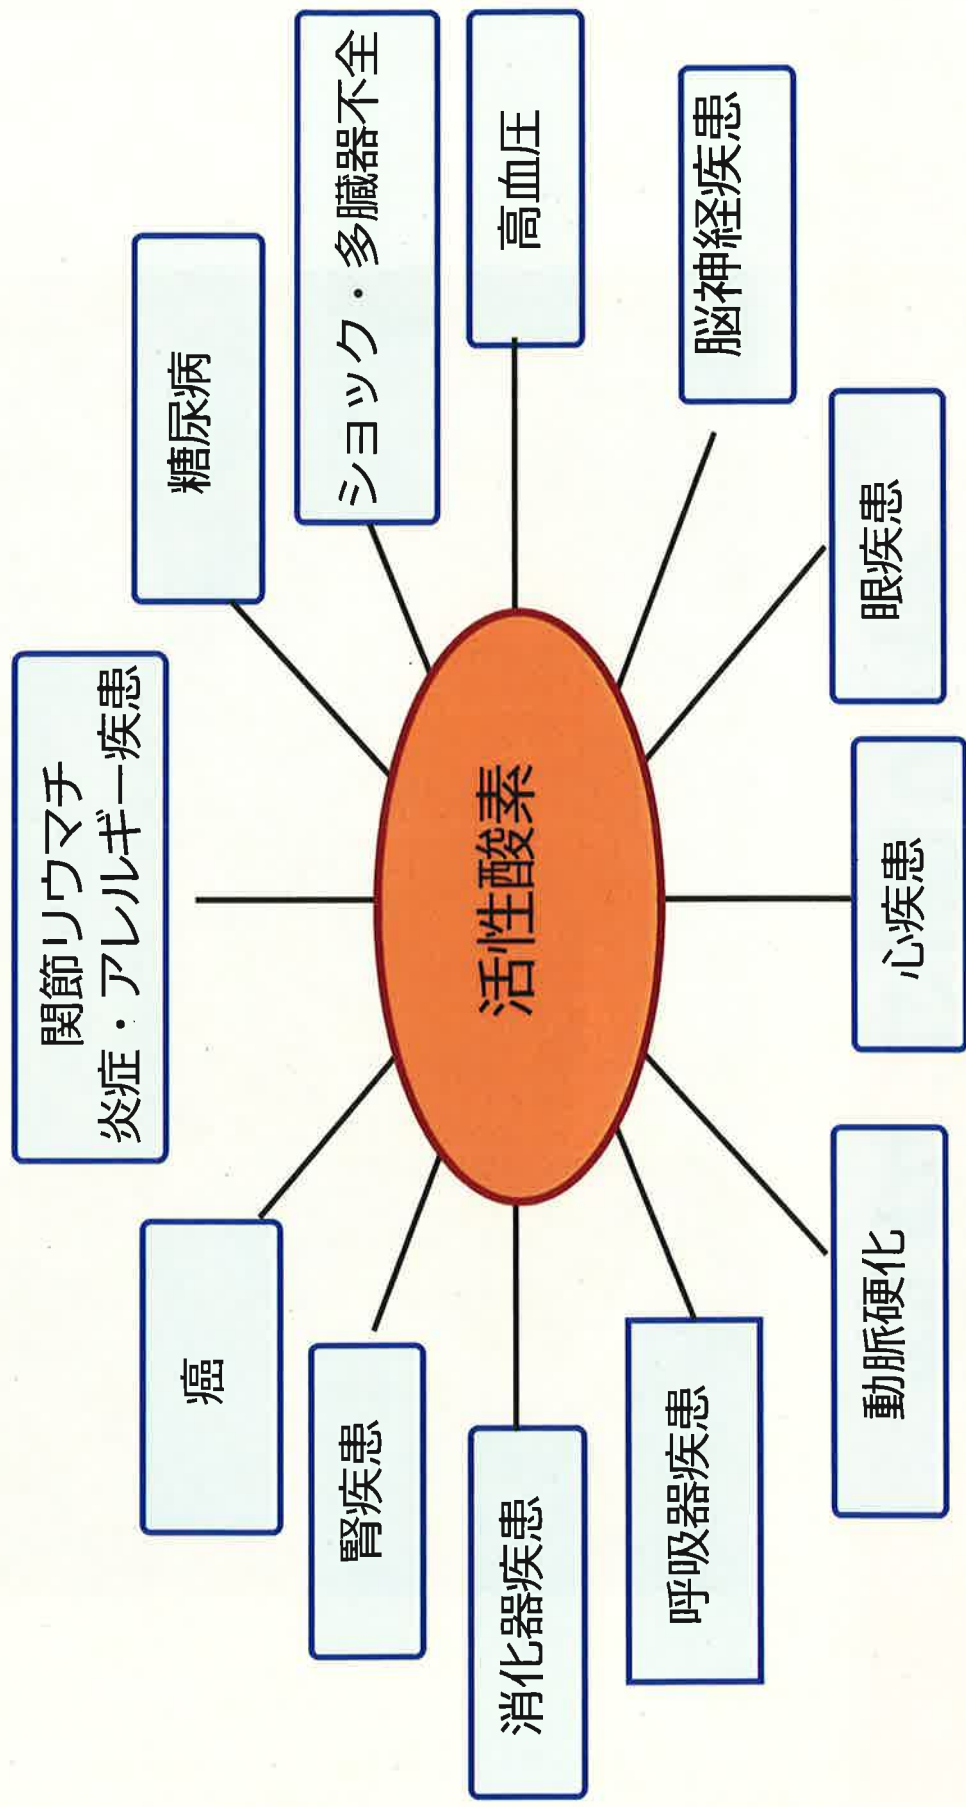 関節リウマチ
炎症・アレルギー疾患
糖尿病
ショック・多臓器不全
高血圧
脳神経疾患
眼疾患
心疾患
動脈硬化
呼吸器疾患
消化器疾患
腎疾患
癌
活性酸素